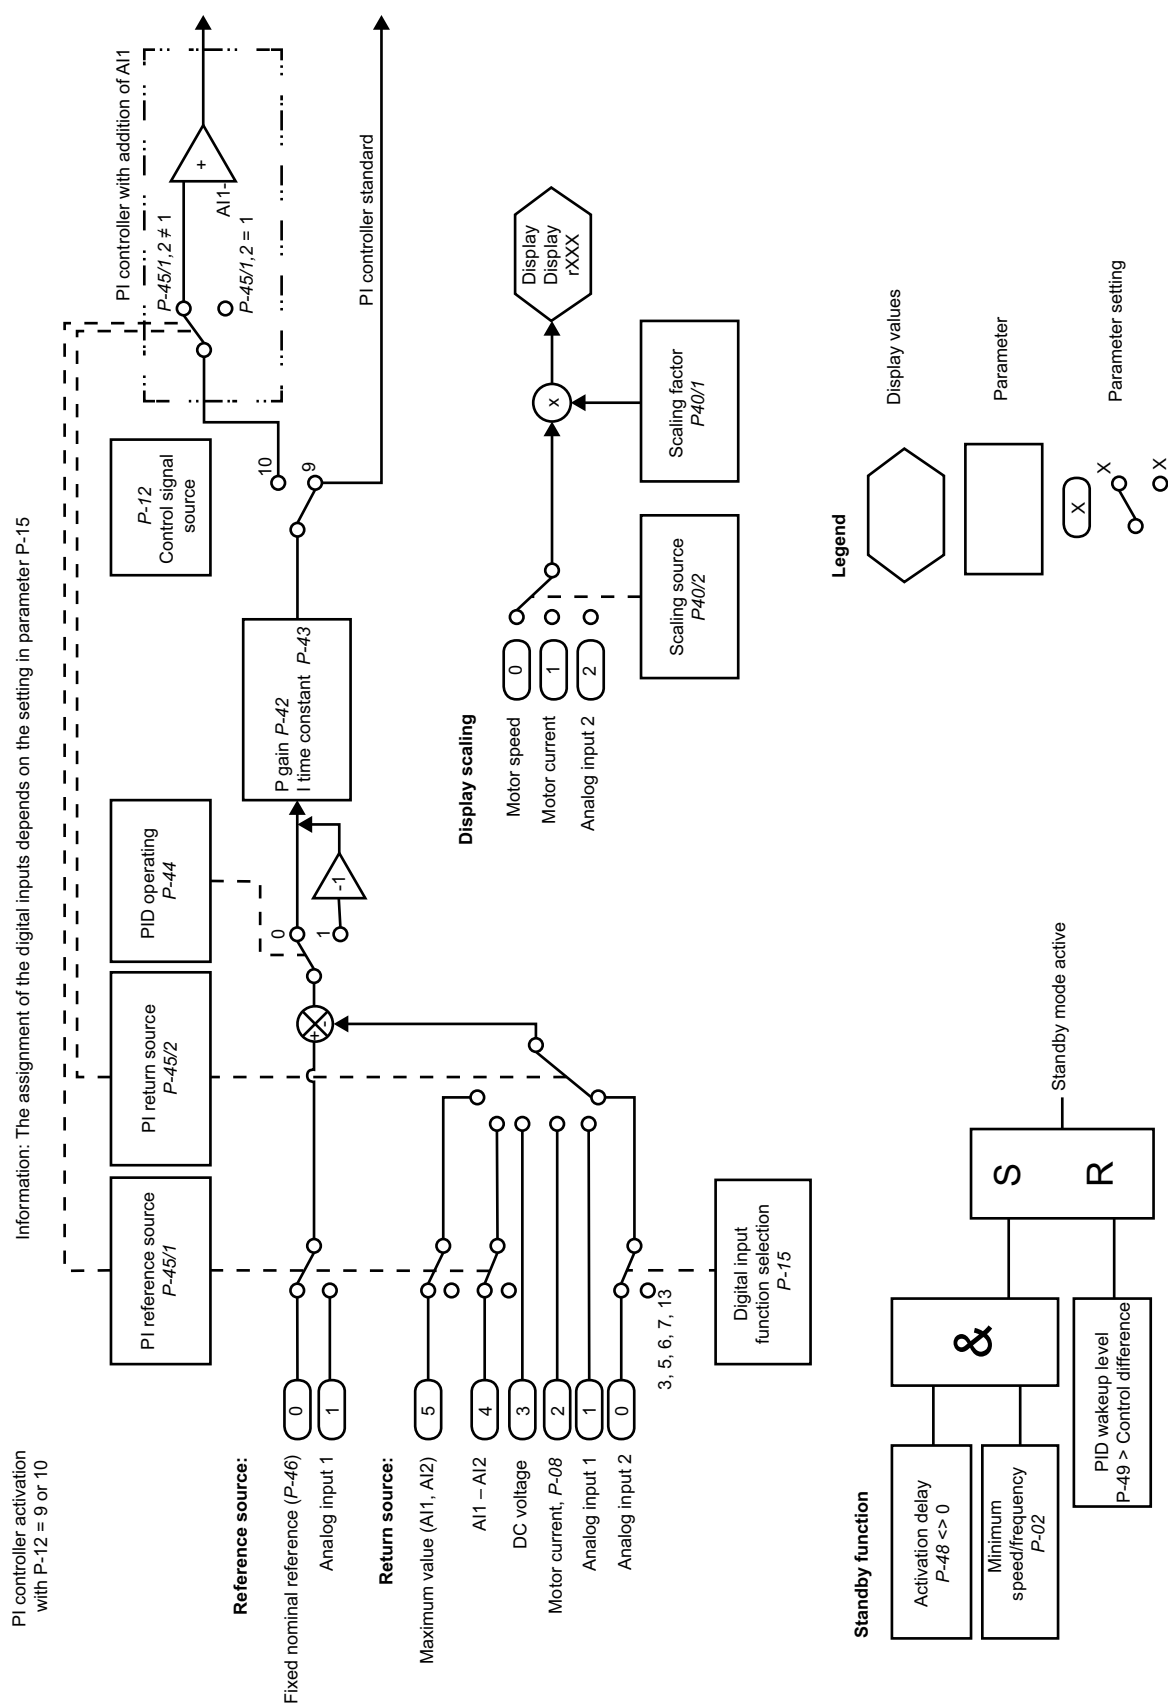 PI controller activation
with P-12 = 9 or 10
Information: The assignment of the digital inputs depends on the setting in parameter P-15
PI reference source
P-45/1
PI return source
P-45/2
PID operating
P-44
P-12
Control signal
source
PI controller with addition of AI1
P-45/1,2 ≠ 1
+
AI1-
P-45/1,2 = 1
Reference source:
Fixed nominal reference (P-46)
0
Analog input 1
1
+
-
0
1
-1
P gain P-42
I time constant P-43
10
9
PI controller standard
Return source:
Maximum value (AI1, AI2)
5
AI1 – AI2
4
DC voltage
3
Motor current, P-08
2
Analog input 1
1
Analog input 2
0
3, 5, 6, 7, 13
Digital input
function selection
P-15
Display scaling
Motor speed
0
Motor current
1
Analog input 2
2
x
Display
Display
rXXX
Scaling source
P40/2
Scaling factor
P40/1
Standby function
Activation delay
P-48 <> 0
Minimum
speed/frequency
P-02
&
PID wakeup level
P-49 > Control difference
S
R
Standby mode active
Legend
Display values
Parameter
X
X
X
Parameter setting